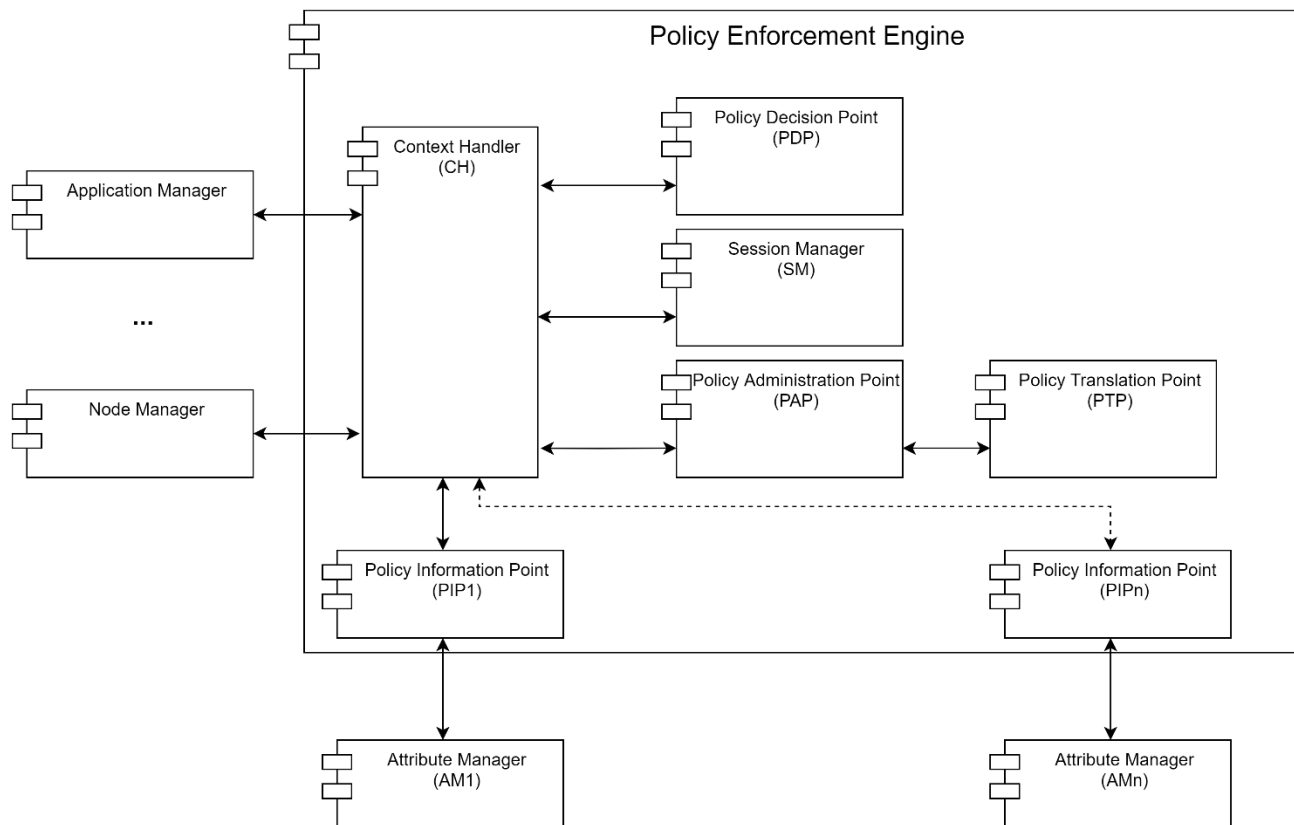 Policy Enforcement Engine
Policy Decision Point
(PDP)
Context Handler
(CH)
Application Manager
Session Manager
(SM)
...
Policy Administration Point
(PAP)
Policy Translation Point
(PTP)
Node Manager
Policy Information Point
(PIP1)
Policy Information Point
(PIPn)
Attribute Manager
(AM1)
Attribute Manager
(AMn)